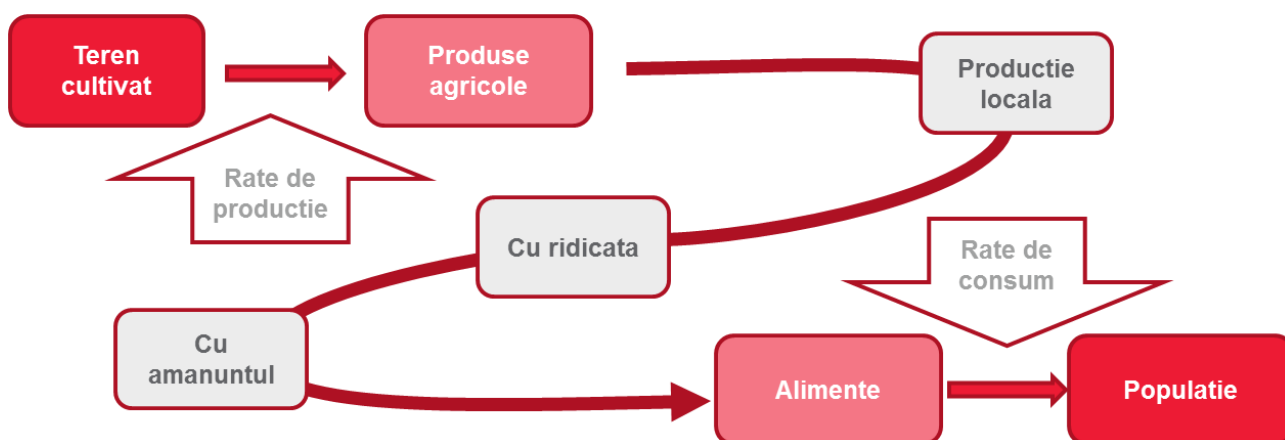 Teren
cultivat
Produse
agricole
Productie
locala
Rate de
productie
Cu ridicata
Rate de
consum
Cu
amanuntul
Alimente
Populatie